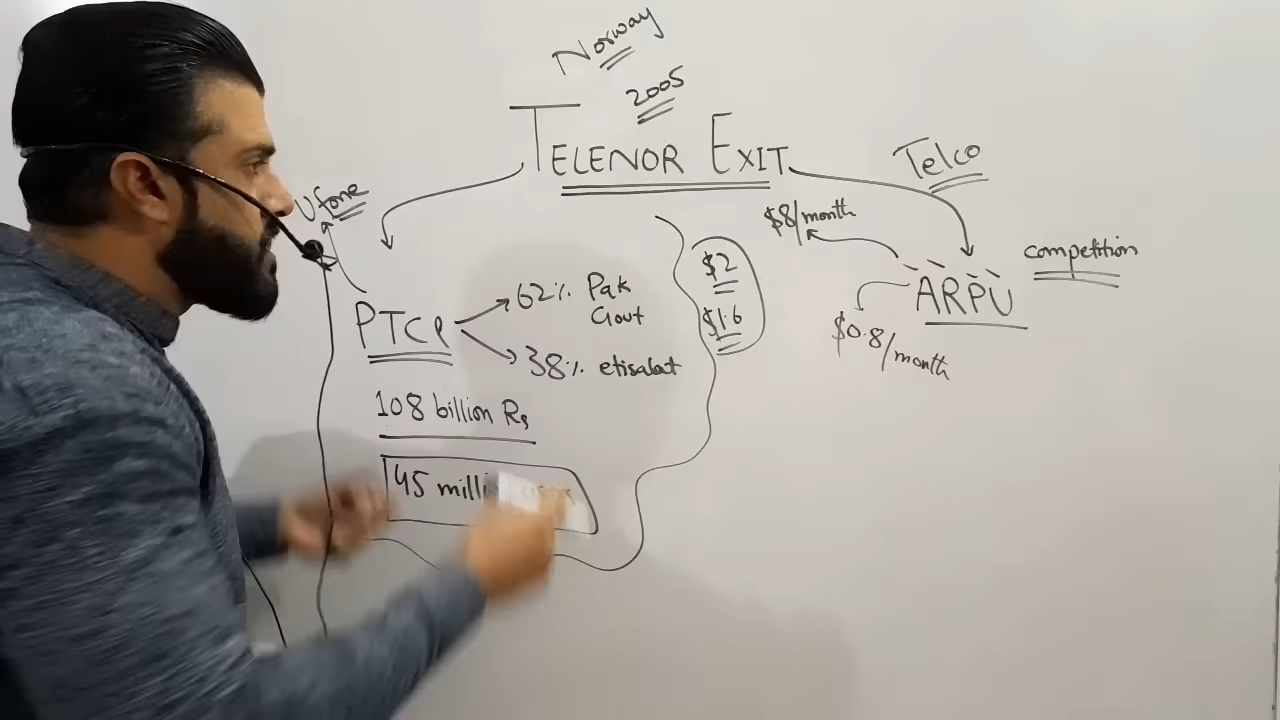 Norway
2005
TELENOR EXIT
Telco
Ufone
$8/month
competition
ARPU
$0.8/month
$2
$1.6
PTCL
62% Pak
Govt
38% etisalat
108 billion Rs
45